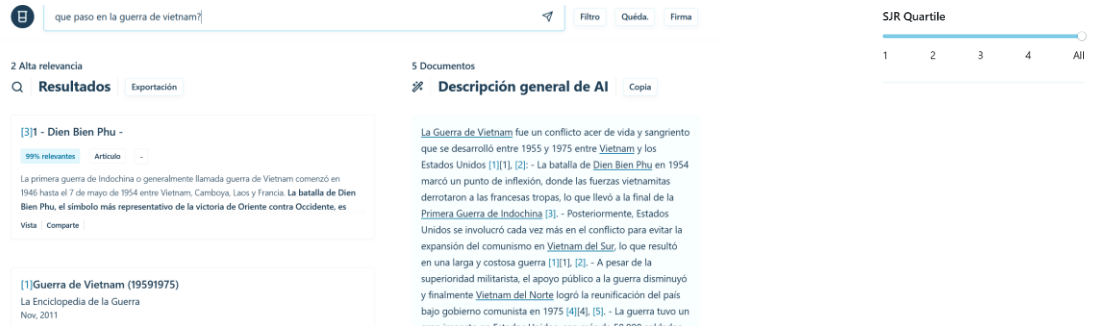 que paso en la guerra de vietnam?
Filtro
Quéda.
Firma
SJR Quartile
1 2 3 4 All
2 Alta relevancia
Resultados
Exportación
[3]1 - Dien Bien Phu -
99% relevantes
Artículo
-
La primera guerra de Indochina o generalmente llamada guerra de Vietnam comenzó en
1946 hasta el 7 de mayo de 1954 entre Vietnam, Camboya, Laos y Francia. La batalla de Dien
Bien Phu, el símbolo más representativo de la victoria de Oriente contra Occidente, es
Vista Comparte
[1]Guerra de Vietnam (19591975)
La Enciclopedia de la Guerra
Nov, 2011
5 Documentos
Descripción general de AI
Copia
La Guerra de Vietnam fue un conflicto acer de vida y sangriento
que se desarrolló entre 1955 y 1975 entre Vietnam y los
Estados Unidos [1][1], [2]: - La batalla de Dien Bien Phu en 1954
marcó un punto de inflexión, donde las fuerzas vietnamitas
derrotaron a las francesas tropas, lo que llevó a la final de la
Primera Guerra de Indochina [3]. - Posteriormente, Estados
Unidos se involucró cada vez más en el conflicto para evitar la
expansión del comunismo en Vietnam del Sur, lo que resultó
en una larga y costosa guerra [1][1], [2]. - A pesar de la
superioridad militarista, el apoyo público a la guerra disminuyó
y finalmente Vietnam del Norte logró la reunificación del país
bajo gobierno comunista en 1975 [4][4], [5]. - La guerra tuvo un